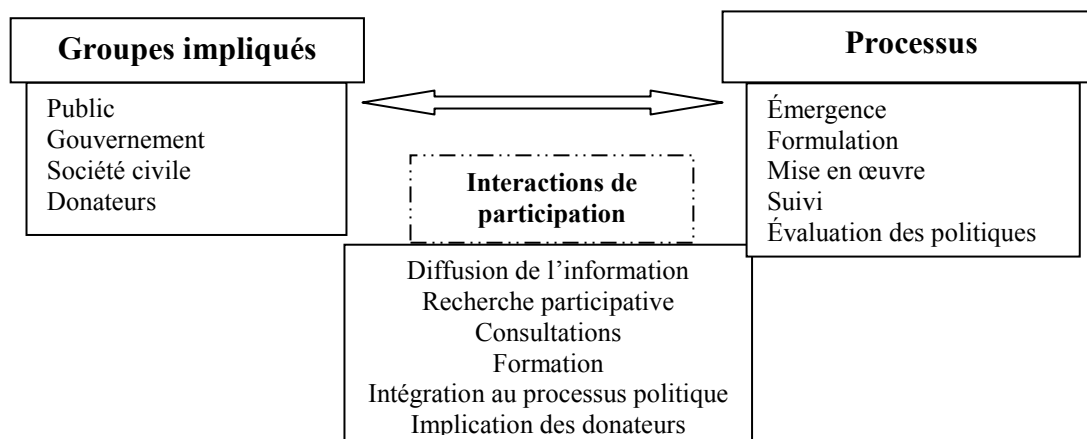 Groupes impliqués
Public
Gouvernement
Société civile
Donateurs
Processus
Émergence
Formulation
Mise en œuvre
Suivi
Évaluation des politiques
Interactions de
participation
Diffusion de l’information
Recherche participative
Consultations
Formation
Intégration au processus politique
Implication des donateurs